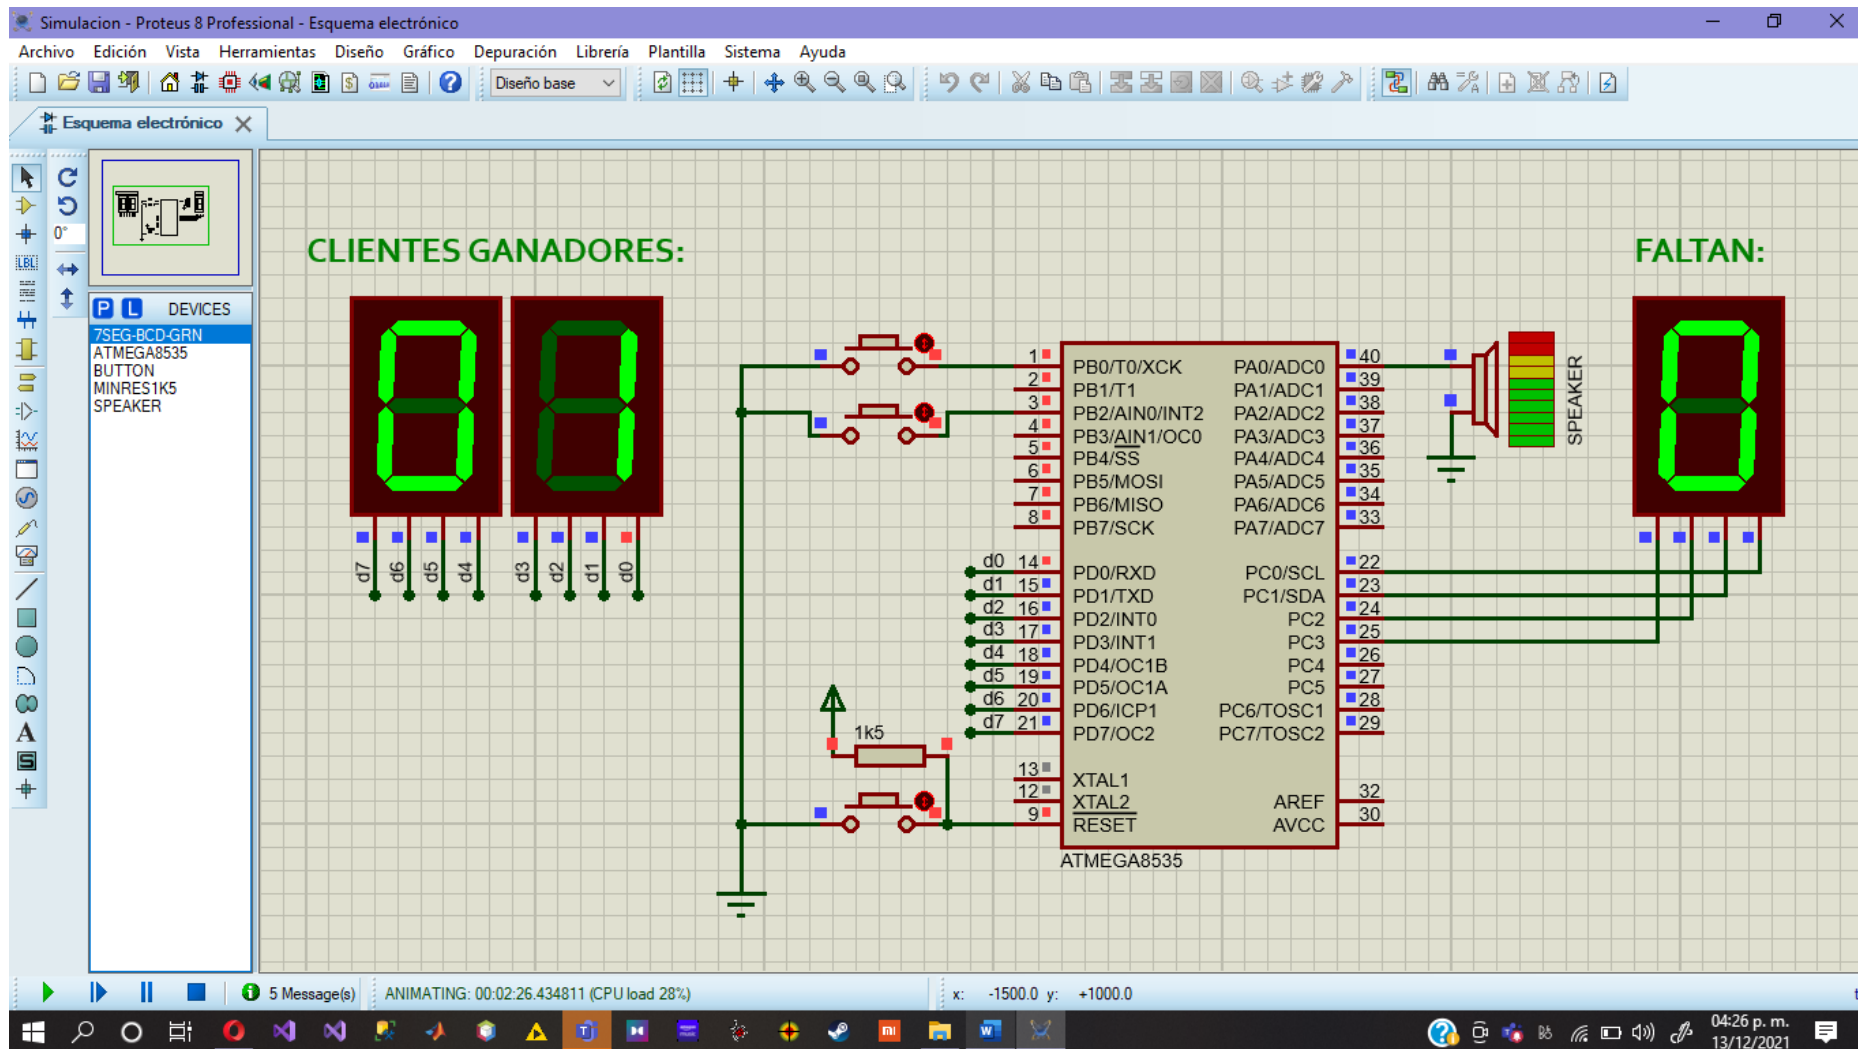 Simulacion - Proteus 8 Professional - Esquema electrónico
Archivo Edición Vista Herramientas Diseño Gráfico Depuración Librería Plantilla Sistema Ayuda
Diseño base
Esquema electrónico
0°
LBL
P L DEVICES
7SEG-BCD-GRN
ATMEGA8535
BUTTON
MINRES1K5
SPEAKER
CLIENTES GANADORES:
FALTAN:
01
0
d7 d6 d5 d4 d3 d2 d1 d0
1 PB0/T0/XCK PA0/ADC0 40
2 PB1/T1 PA1/ADC1 39
3 PB2/AIN0/INT2 PA2/ADC2 38
4 PB3/AIN1/OC0 PA3/ADC3 37
5 PB4/SS PA4/ADC4 36
6 PB5/MOSI PA5/ADC5 35
7 PB6/MISO PA6/ADC6 34
8 PB7/SCK PA7/ADC7 33
SPEAKER
d0 14 PD0/RXD PC0/SCL 22
d1 15 PD1/TXD PC1/SDA 23
d2 16 PD2/INT0 PC2 24
d3 17 PD3/INT1 PC3 25
d4 18 PD4/OC1B PC4 26
d5 19 PD5/OC1A PC5 27
d6 20 PD6/ICP1 PC6/TOSC1 28
d7 21 PD7/OC2 PC7/TOSC2 29
1k5
13 XTAL1
12 XTAL2 AREF 32
9 RESET AVCC 30
ATMEGA8535
5 Message(s)
ANIMATING: 00:02:26.434811 (CPU load 28%)
x: -1500.0 y: +1000.0
04:26 p. m.
13/12/2021